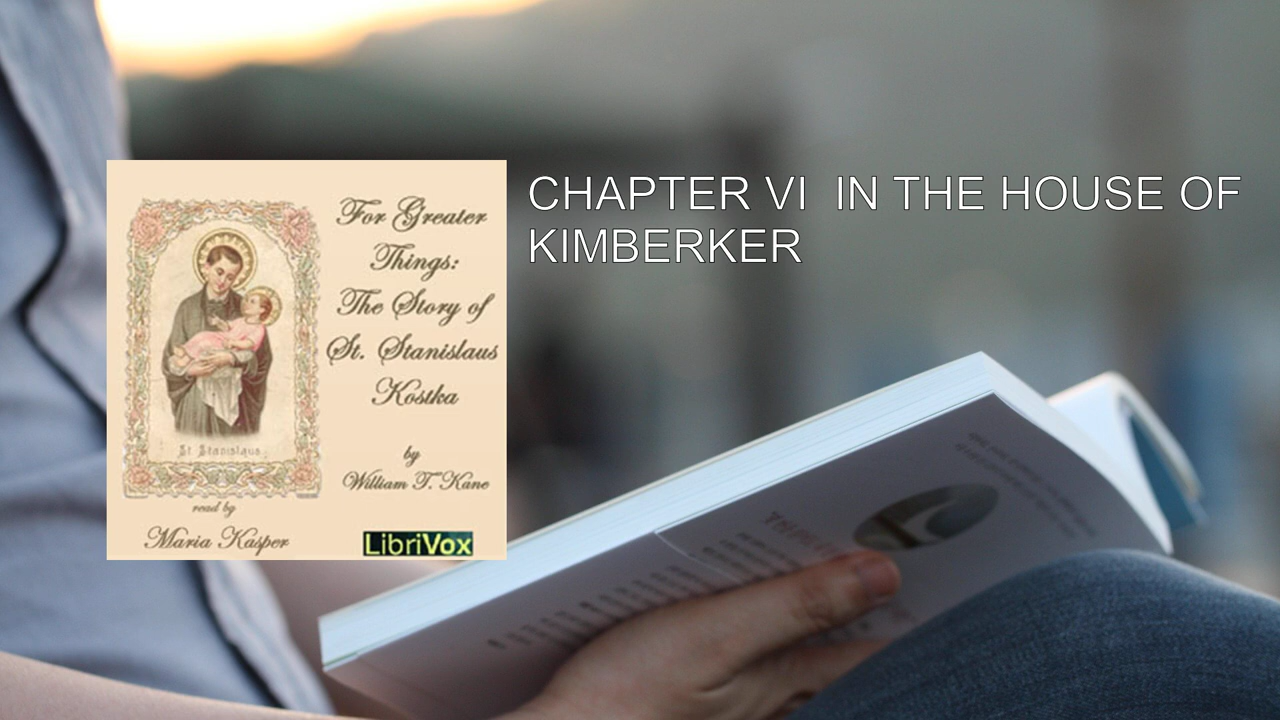 For Greater
Things:
The Story of
St. Stanislaus
Kostka
by
William T. Kane
St. Stanislaus
read by
Maria Kasper
LibriVox
CHAPTER VI  IN THE HOUSE OF
KIMBERKER